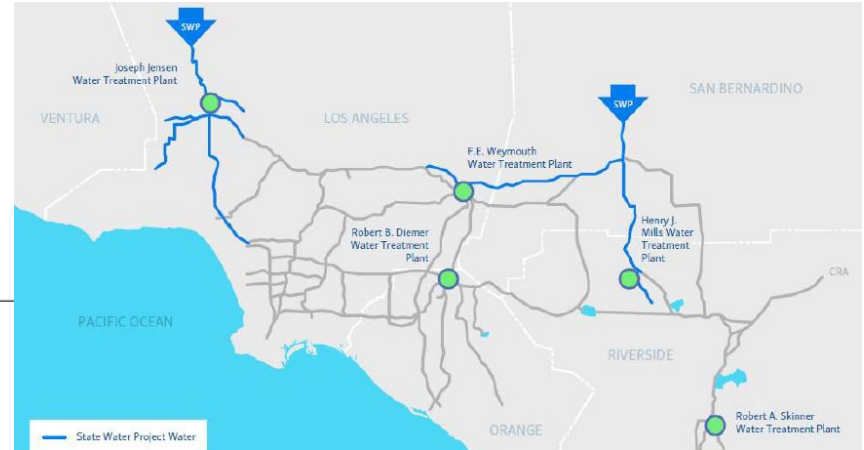 SWP
Joseph Jensen
Water Treatment Plant
VENTURA
LOS ANGELES
SWP
SAN BERNARDINO
F.E. Weymouth
Water Treatment Plant
Robert B. Diemer
Water Treatment
Plant
Henry J.
Mills Water
Treatment
Plant
CRA
PACIFIC OCEAN
RIVERSIDE
ORANGE
Robert A. Skinner
Water Treatment Plant
State Water Project Water